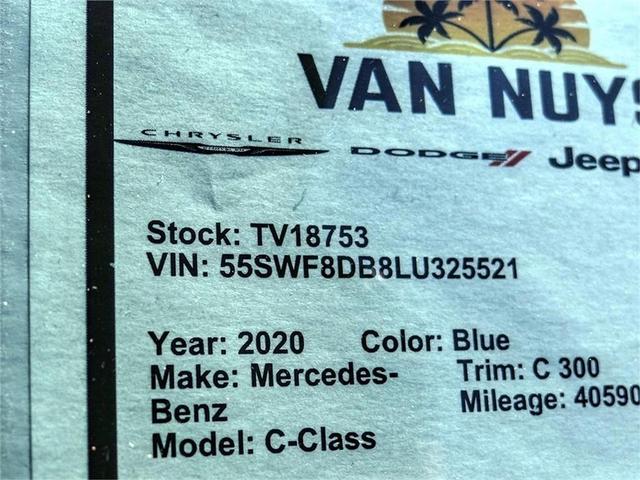 VAN NUYS
CHRYSLER DODGE Jeep
Stock: TV18753
VIN: 55SWF8DB8LU325521
Year: 2020 Color: Blue
Make: Mercedes- Trim: C 300
Benz Mileage: 40590
Model: C-Class